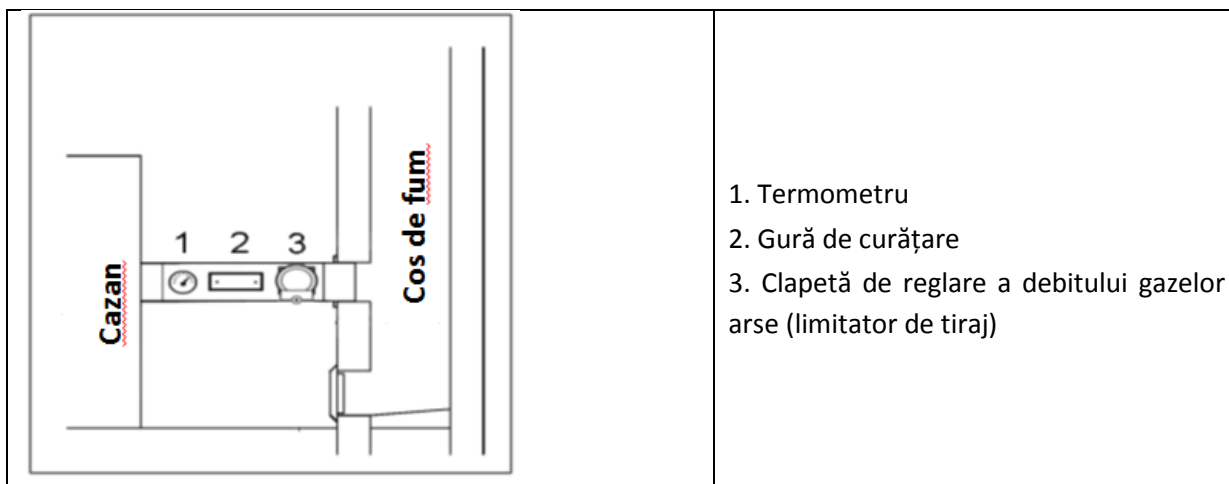 Cazan
1 2 3
Cos de fum
1. Termometru
2. Gură de curățare
3. Clapetă de reglare a debitului gazelor
arse (limitator de tiraj)